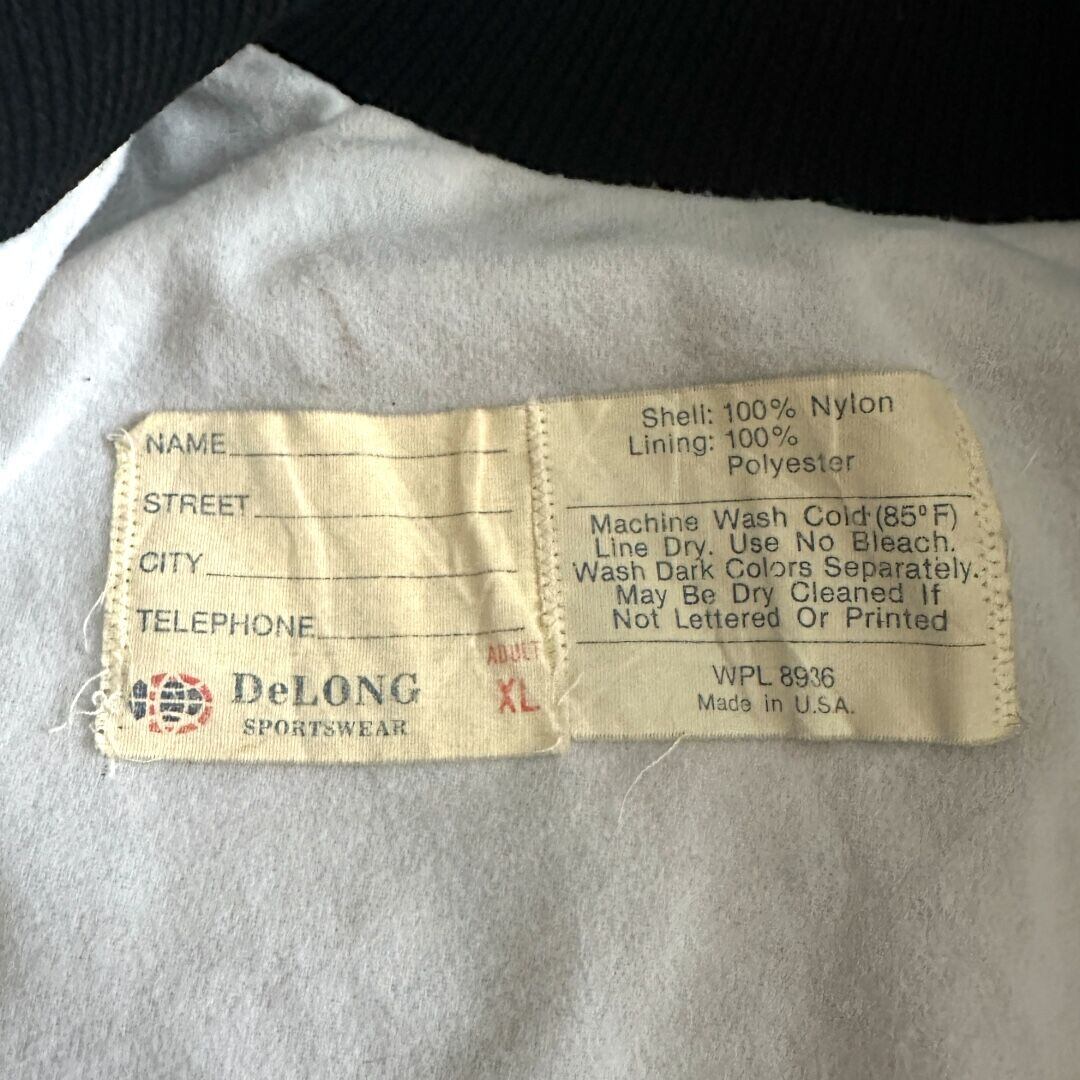 NAME
STREET
CITY
TELEPHONE
ADULT
XL
DeLONG
SPORTSWEAR
Shell: 100% Nylon
Lining: 100%
Polyester
Machine Wash Cold (85°F)
Line Dry. Use No Bleach.
Wash Dark Colors Separately.
May Be Dry Cleaned If
Not Lettered Or Printed
WPL 8936
Made in U.S.A.